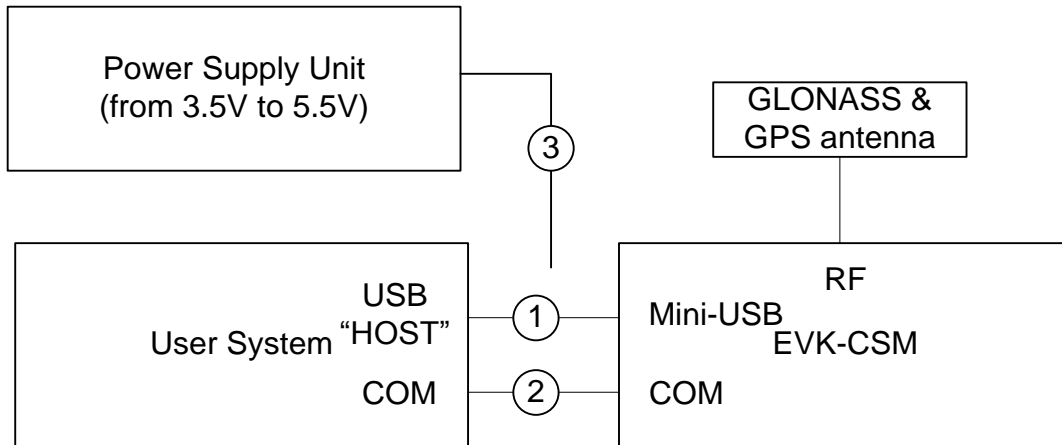 Power Supply Unit
(from 3.5V to 5.5V)
GLONASS &
GPS antenna
3
USB
“HOST”
User System
COM
1
2
RF
Mini-USB
EVK-CSM
COM